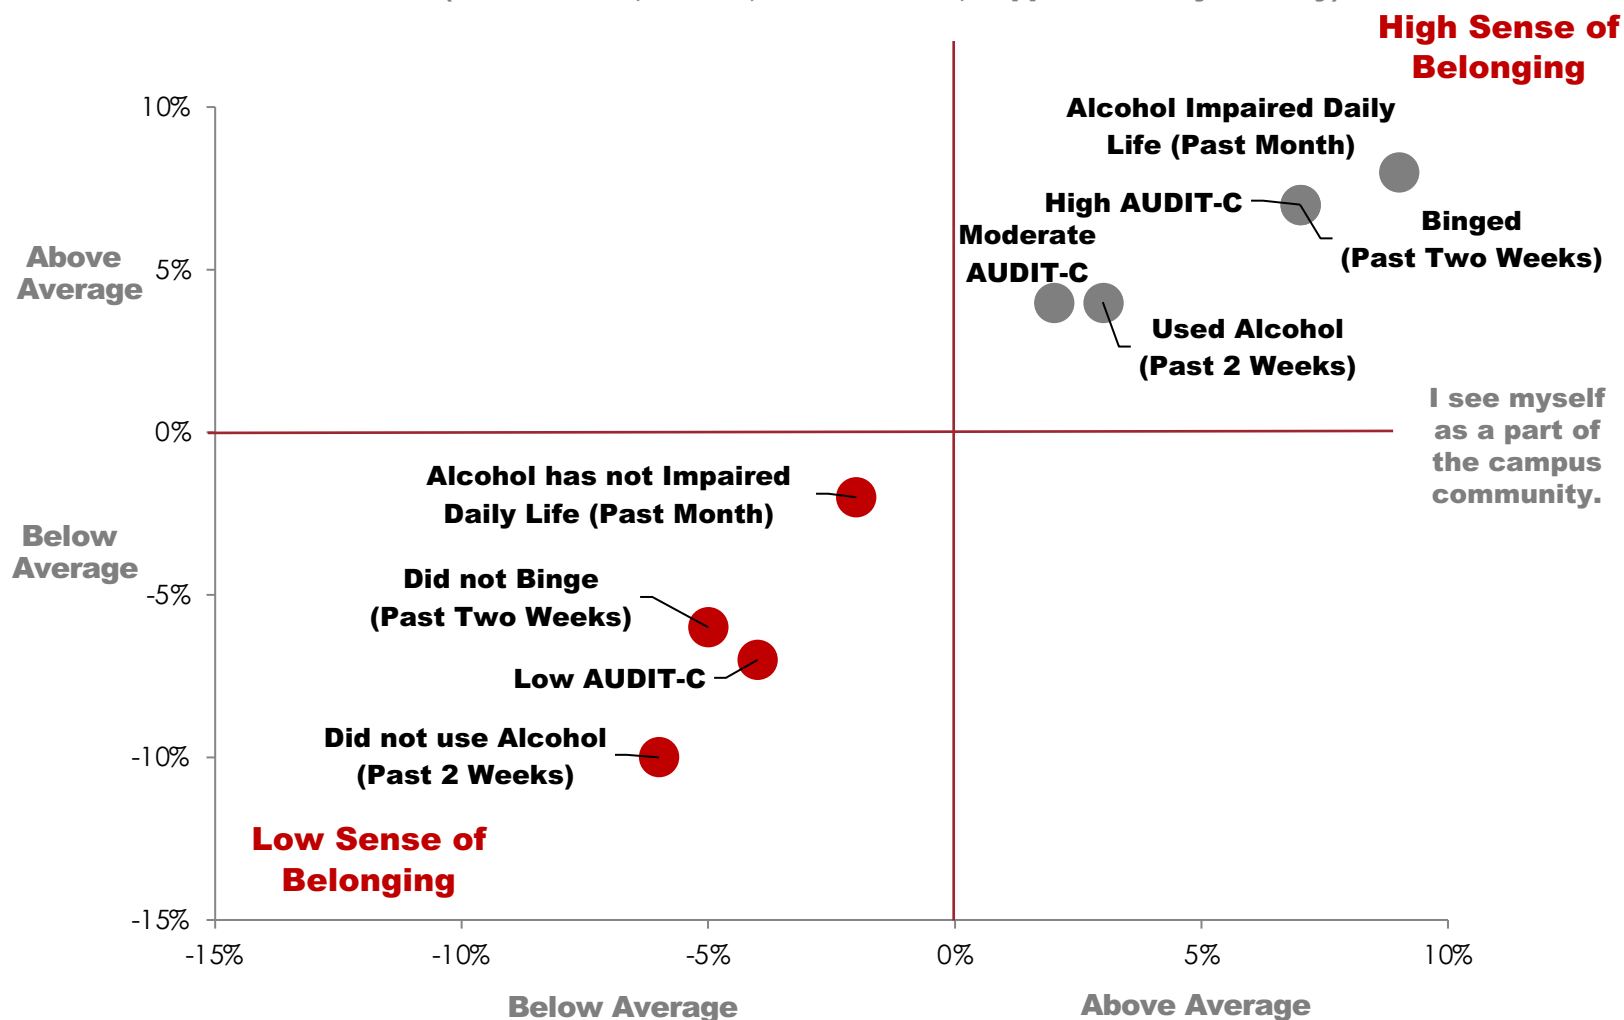 High Sense of
Belonging
10%
Alcohol Impaired Daily
Life (Past Month)
High AUDIT-C
Binged
(Past Two Weeks)
Moderate
AUDIT-C
Above
Average
5%
Used Alcohol
(Past 2 Weeks)
I see myself
as a part of
the campus
community.
0%
Alcohol has not Impaired
Daily Life (Past Month)
Below
Average
-5%
Did not Binge
(Past Two Weeks)
Low AUDIT-C
Did not use Alcohol
(Past 2 Weeks)
-10%
Low Sense of
Belonging
-15%
-15%
-10%
-5%
0%
5%
10%
Below Average
Above Average